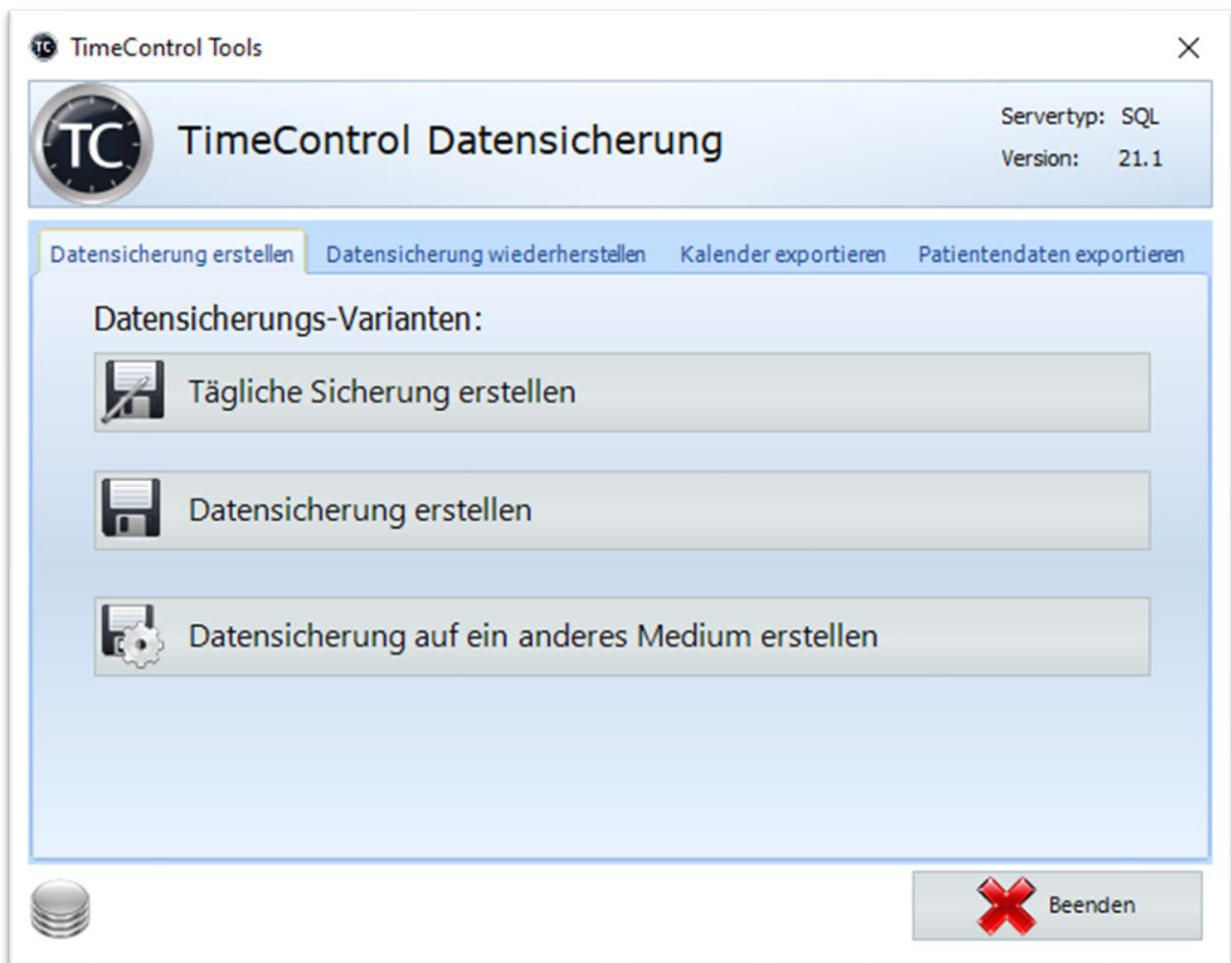 TimeControl Tools
TC
TimeControl Datensicherung
Servertyp: SQL
Version: 21.1
Datensicherung erstellen Datensicherung wiederherstellen Kalender exportieren Patientendaten exportieren
Datensicherungs-Varianten:
Tägliche Sicherung erstellen
Datensicherung erstellen
Datensicherung auf ein anderes Medium erstellen
Beenden